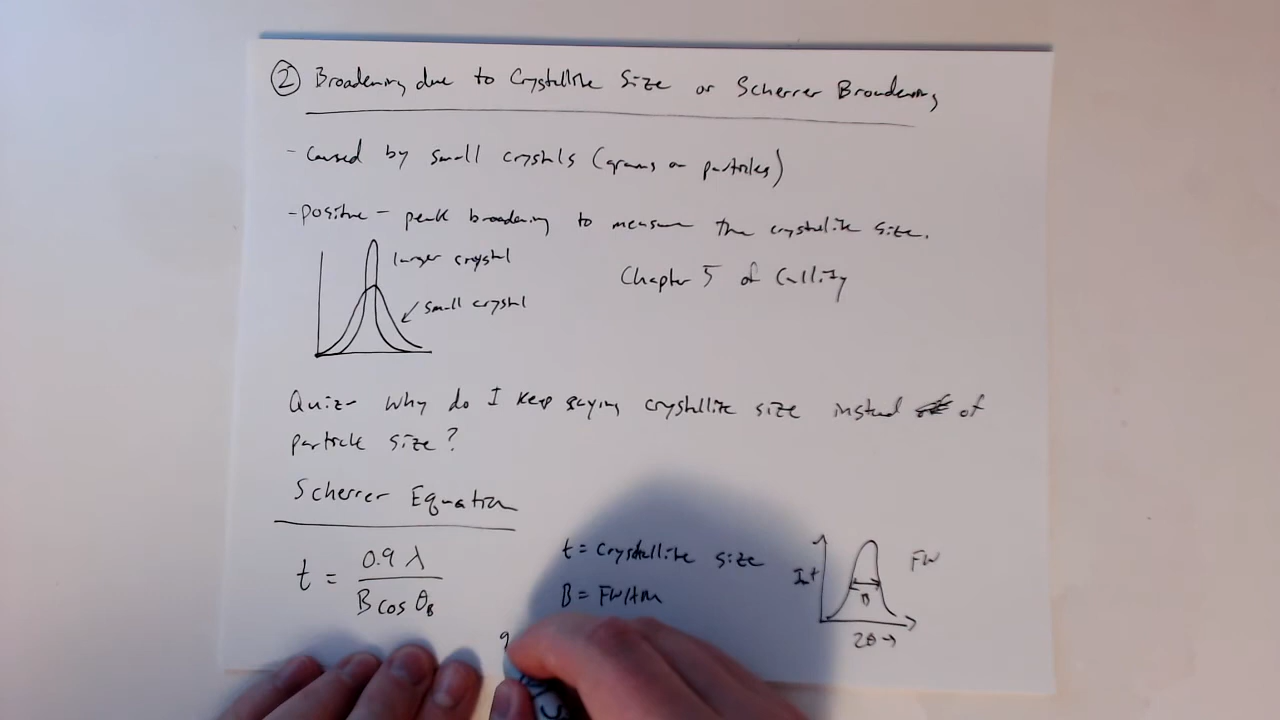 ② Broadening due to Crystallite Size or Scherrer Broadening
- Caused by small crystals (grains or particles)
- positive - peak broadening to measure the crystallite size.
larger crystal
small crystal
Chapter 5 of Cullity
Quiz- Why do I keep saying crystallite size instead of
particle size?
Scherrer Equation
t = 0.9 λ / B cos θB
t = crystallite size
B = FWHM
Int
B
2θ →
FW